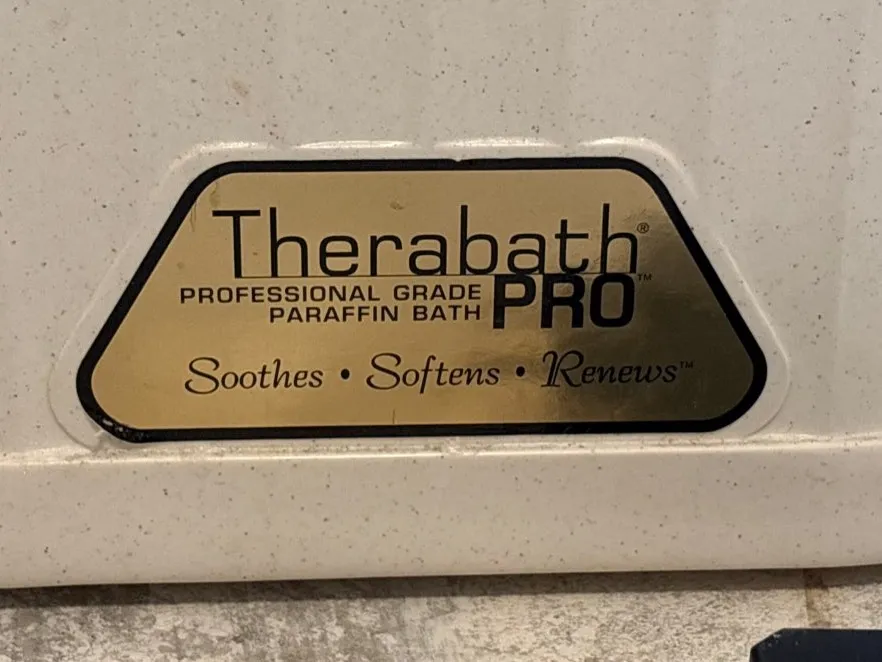 Therabath®
PROFESSIONAL GRADE
PARAFFIN BATH PRO™
Soothes • Softens • Renews™